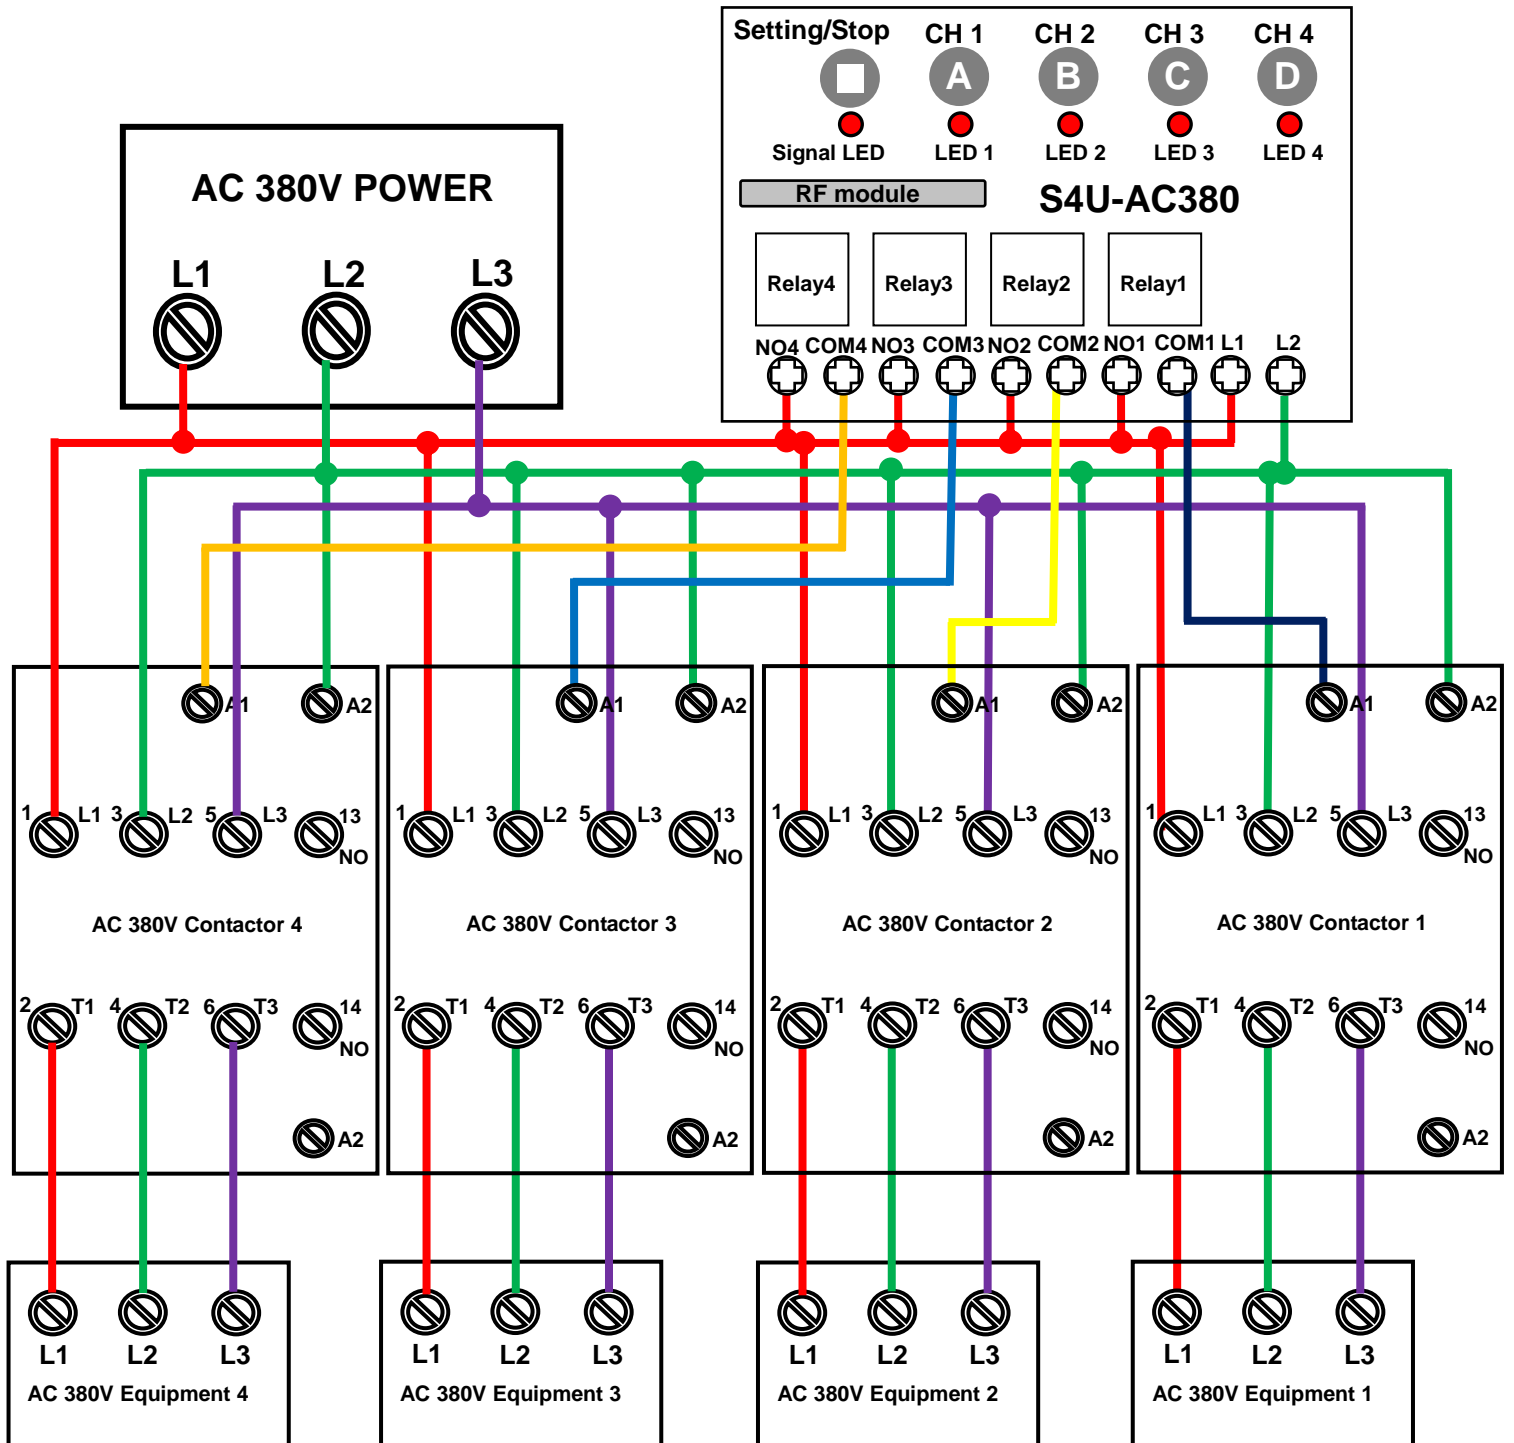 Setting/Stop CH 1 CH 2 CH 3 CH 4
A B C D
Signal LED LED 1 LED 2 LED 3 LED 4
RF module S4U-AC380
Relay4 Relay3 Relay2 Relay1
NO4 COM4 NO3 COM3 NO2 COM2 NO1 COM1 L1 L2
AC 380V POWER
L1 L2 L3
A1 A2
1 L1 3 L2 5 L3 13
NO
AC 380V Contactor 4
2 T1 4 T2 6 T3 14
NO
A2
A1 A2
1 L1 3 L2 5 L3 13
NO
AC 380V Contactor 3
2 T1 4 T2 6 T3 14
NO
A2
A1 A2
1 L1 3 L2 5 L3 13
NO
AC 380V Contactor 2
2 T1 4 T2 6 T3 14
NO
A2
A1 A2
1 L1 3 L2 5 L3 13
NO
AC 380V Contactor 1
2 T1 4 T2 6 T3 14
NO
A2
L1 L2 L3
AC 380V Equipment 4
L1 L2 L3
AC 380V Equipment 3
L1 L2 L3
AC 380V Equipment 2
L1 L2 L3
AC 380V Equipment 1